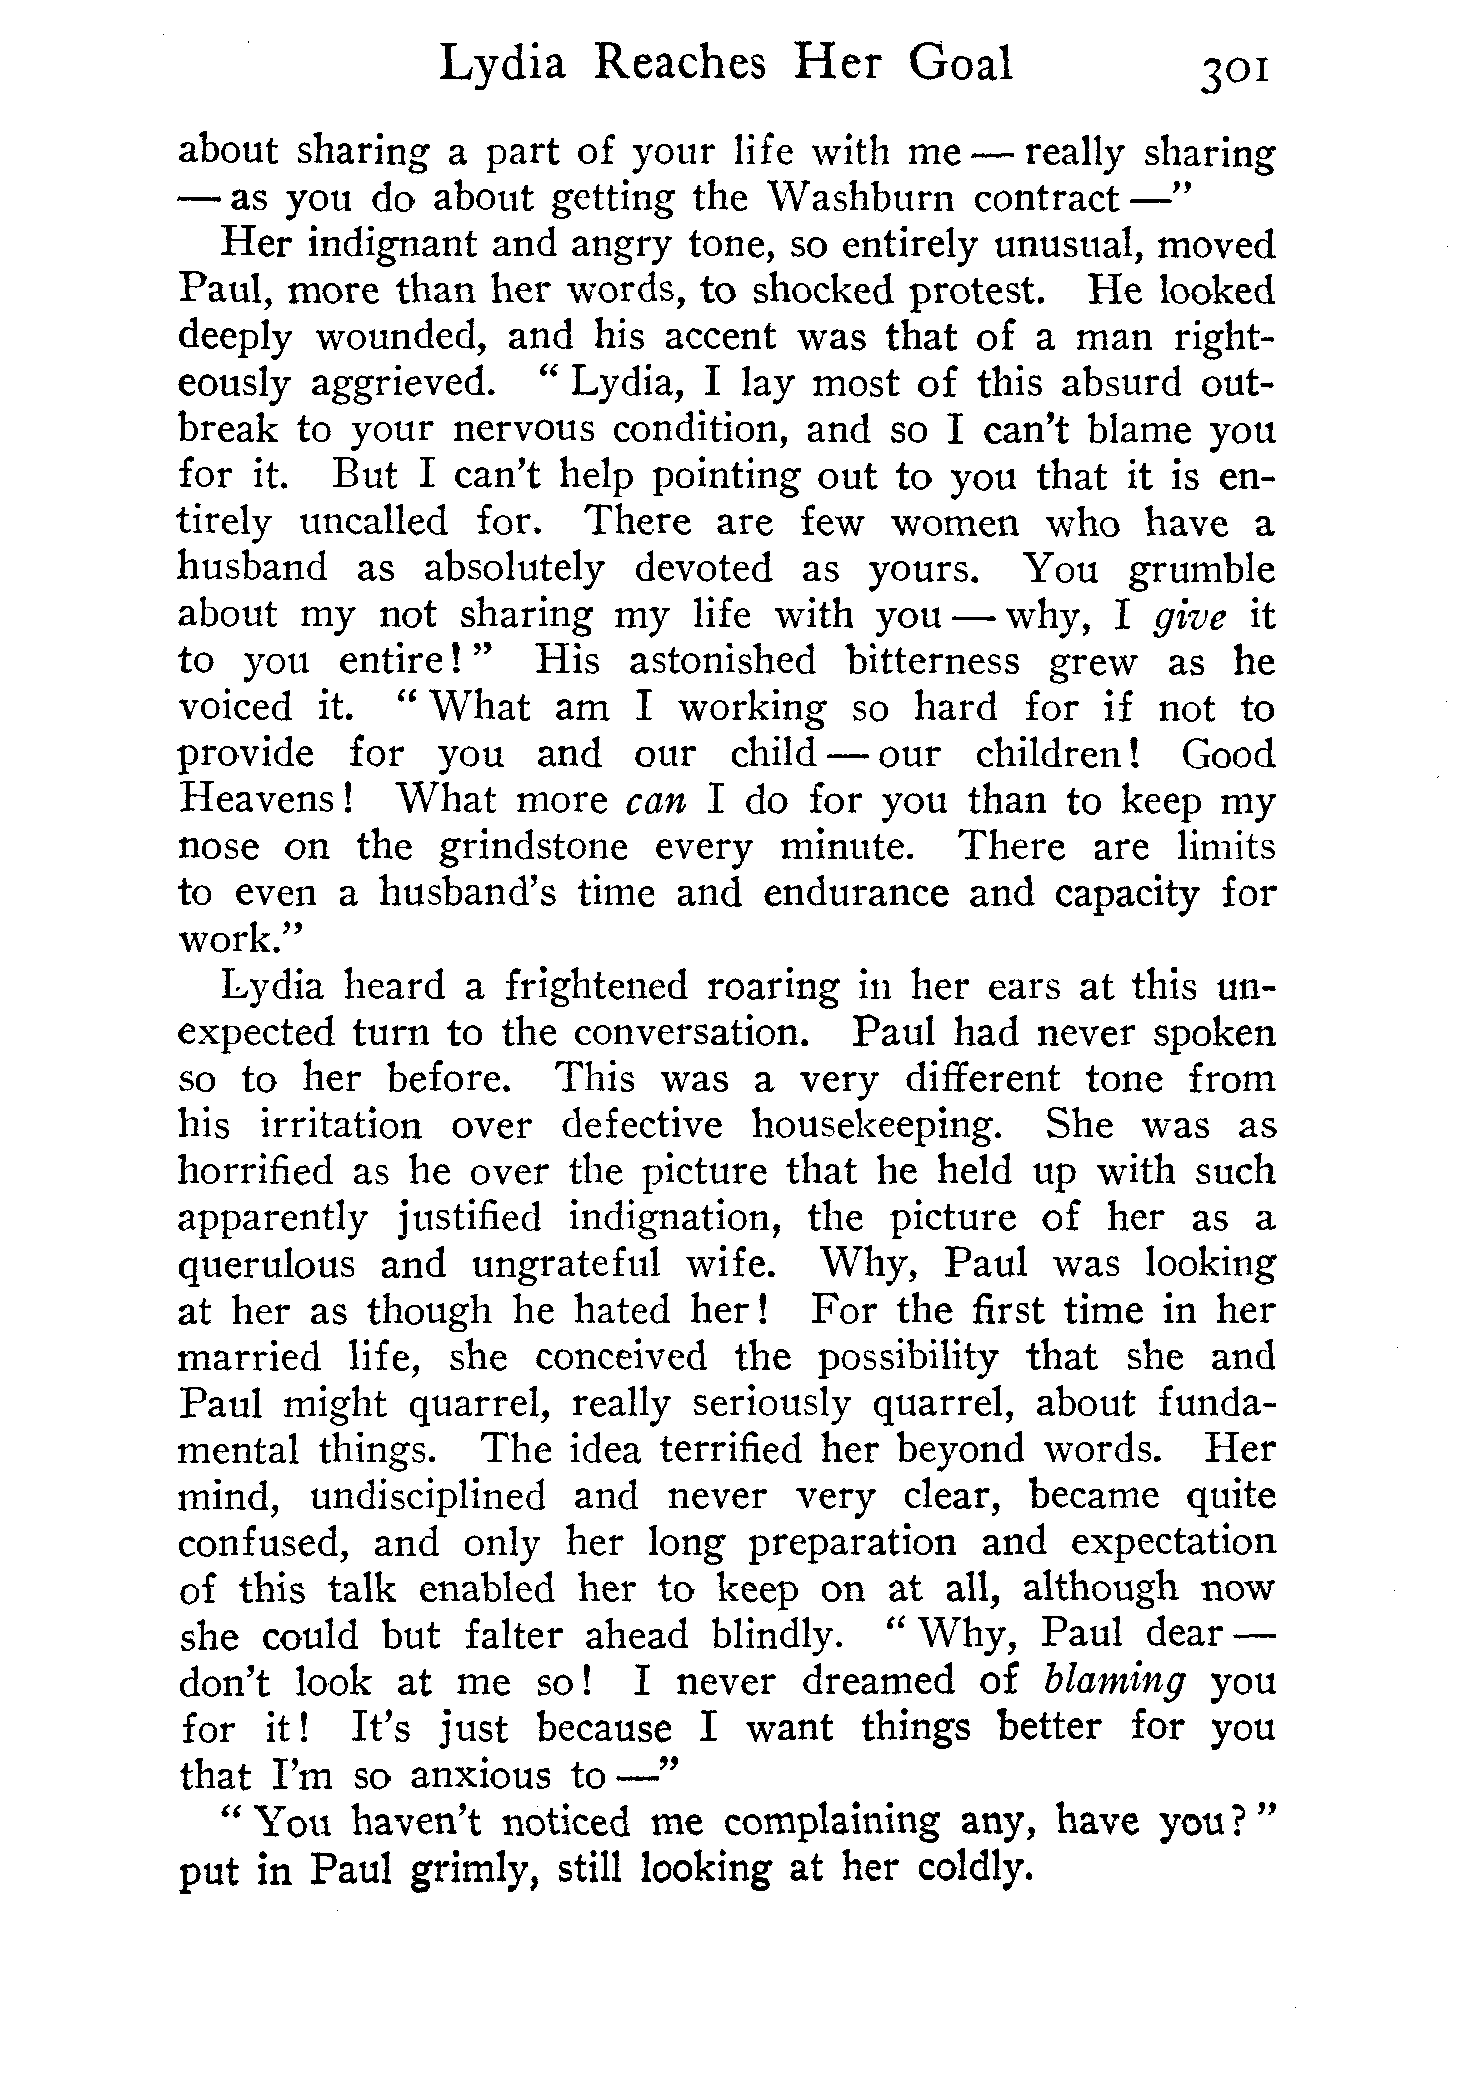 Lydia Reaches Her Goal 301
about sharing a part of your life with me — really sharing
— as you do about getting the Washburn contract —"
Her indignant and angry tone, so entirely unusual, moved
Paul, more than her words, to shocked protest. He looked
deeply wounded, and his accent was that of a man right-
eously aggrieved. " Lydia, I lay most of this absurd out-
break to your nervous condition, and so I can't blame you
for it. But I can't help pointing out to you that it is en-
tirely uncalled for. There are few women who have a
husband as absolutely devoted as yours. You grumble
about my not sharing my life with you — why, I give it
to you entire! " His astonished bitterness grew as he
voiced it. " What am I working so hard for if not to
provide for you and our child — our children! Good
Heavens! What more can I do for you than to keep my
nose on the grindstone every minute. There are limits
to even a husband's time and endurance and capacity for
work."
Lydia heard a frightened roaring in her ears at this un-
expected turn to the conversation. Paul had never spoken
so to her before. This was a very different tone from
his irritation over defective housekeeping. She was as
horrified as he over the picture that he held up with such
apparently justified indignation, the picture of her as a
querulous and ungrateful wife. Why, Paul was looking
at her as though he hated her! For the first time in her
married life, she conceived the possibility that she and
Paul might quarrel, really seriously quarrel, about funda-
mental things. The idea terrified her beyond words. Her
mind, undisciplined and never very clear, became quite
confused, and only her long preparation and expectation
of this talk enabled her to keep on at all, although now
she could but falter ahead blindly. " Why, Paul dear —
don't look at me so! I never dreamed of blaming you
for it! It's just because I want things better for you
that I'm so anxious to —"
" You haven't noticed me complaining any, have you? "
put in Paul grimly, still looking at her coldly.